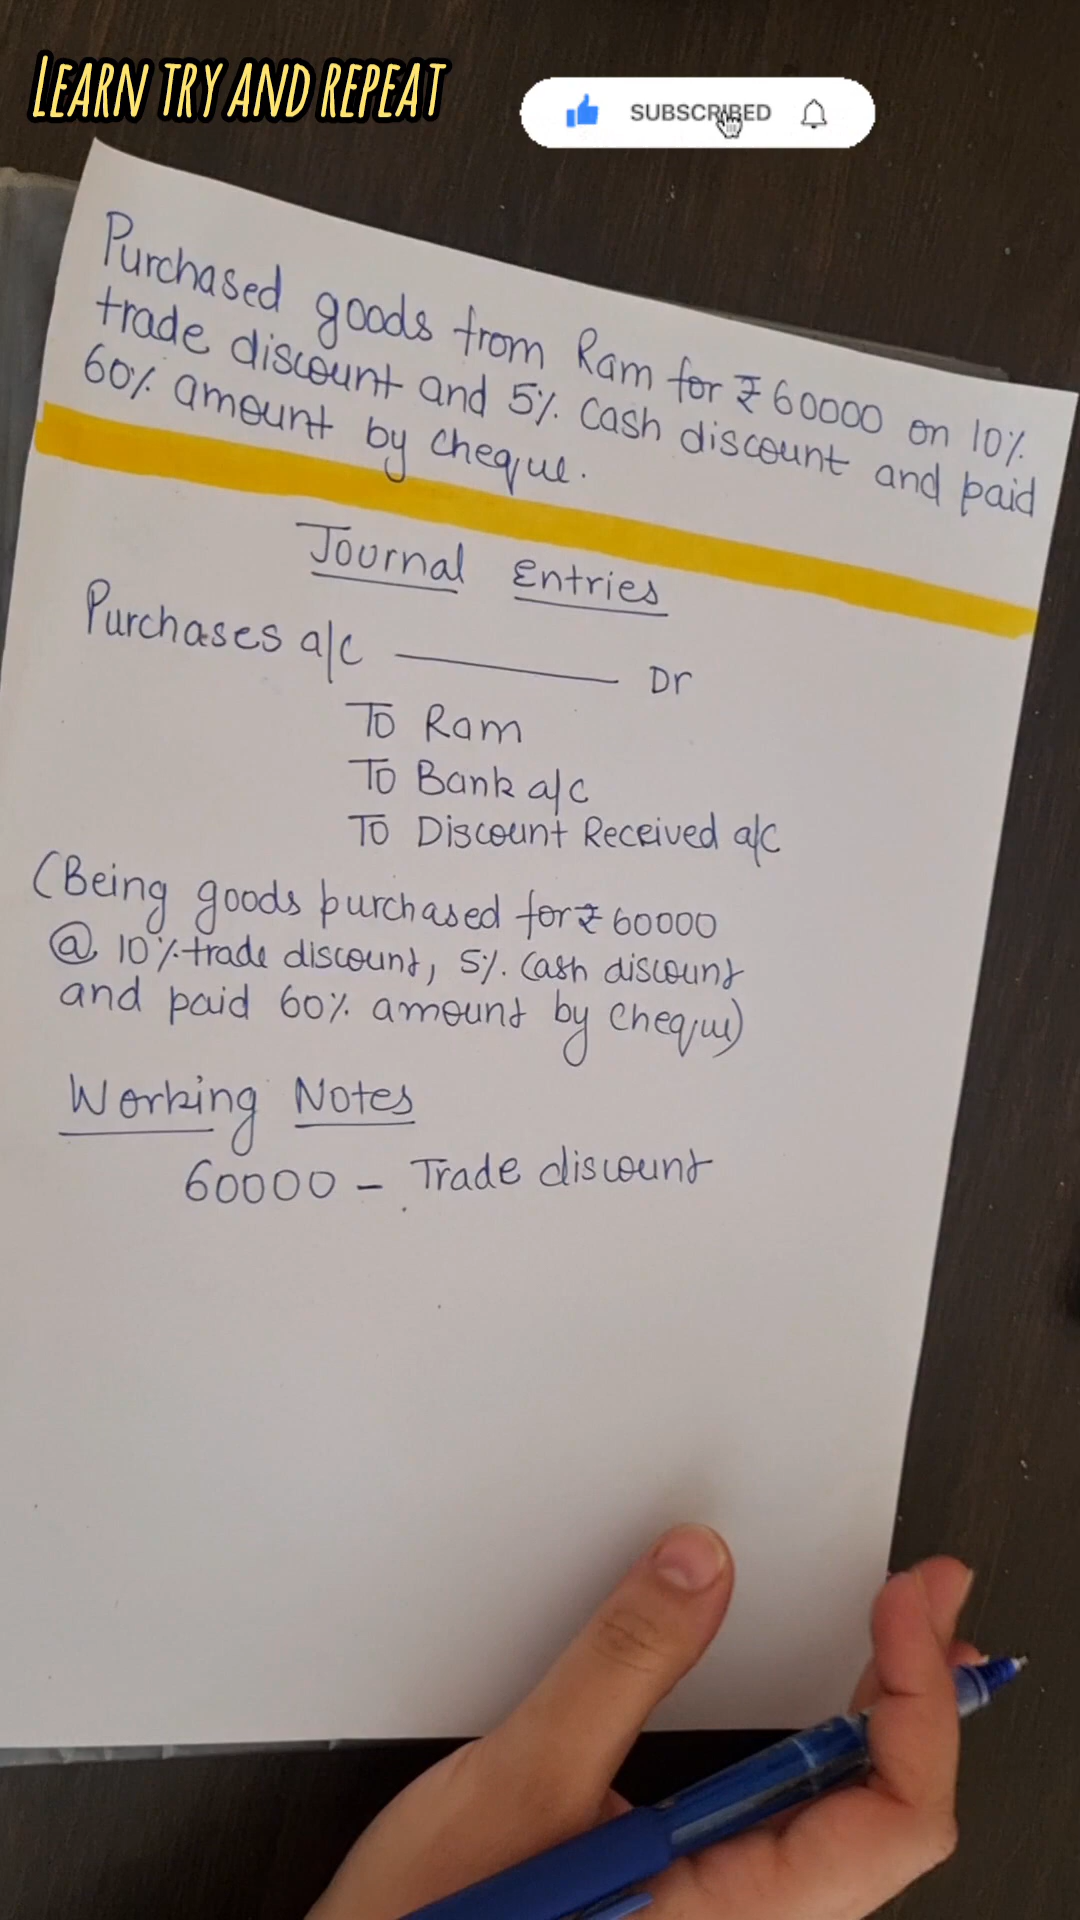 LEARN TRY AND REPEAT
SUBSCRIBED
Purchased goods from Ram for ₹60000 on 10%
trade discount and 5% Cash discount and paid
60% amount by Cheque.
Journal Entries
Purchases a/c ———— Dr
To Ram
To Bank a/c
To Discount Received a/c
(Being goods purchased for ₹ 60000
@ 10% trade discount, 5% Cash discount
and paid 60% amount by Cheque)
Working Notes
60000 – Trade discount